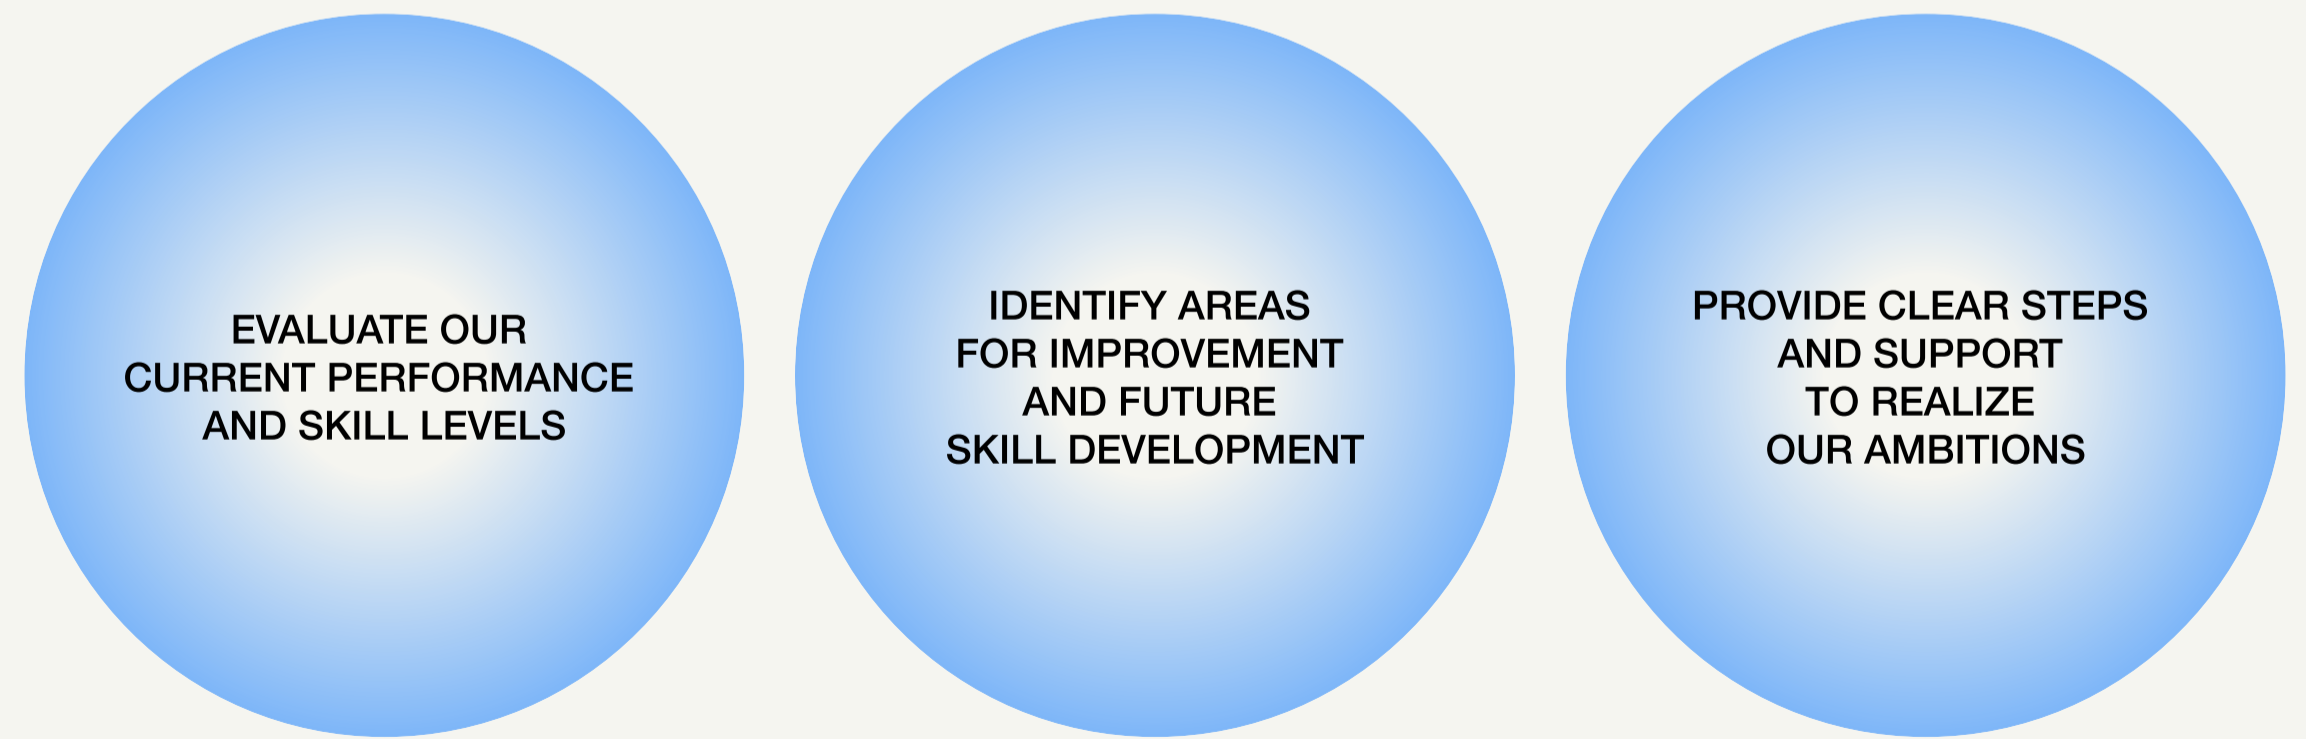 EVALUATE OUR
CURRENT PERFORMANCE
AND SKILL LEVELS
IDENTIFY AREAS
FOR IMPROVEMENT
AND FUTURE
SKILL DEVELOPMENT
PROVIDE CLEAR STEPS
AND SUPPORT
TO REALIZE
OUR AMBITIONS